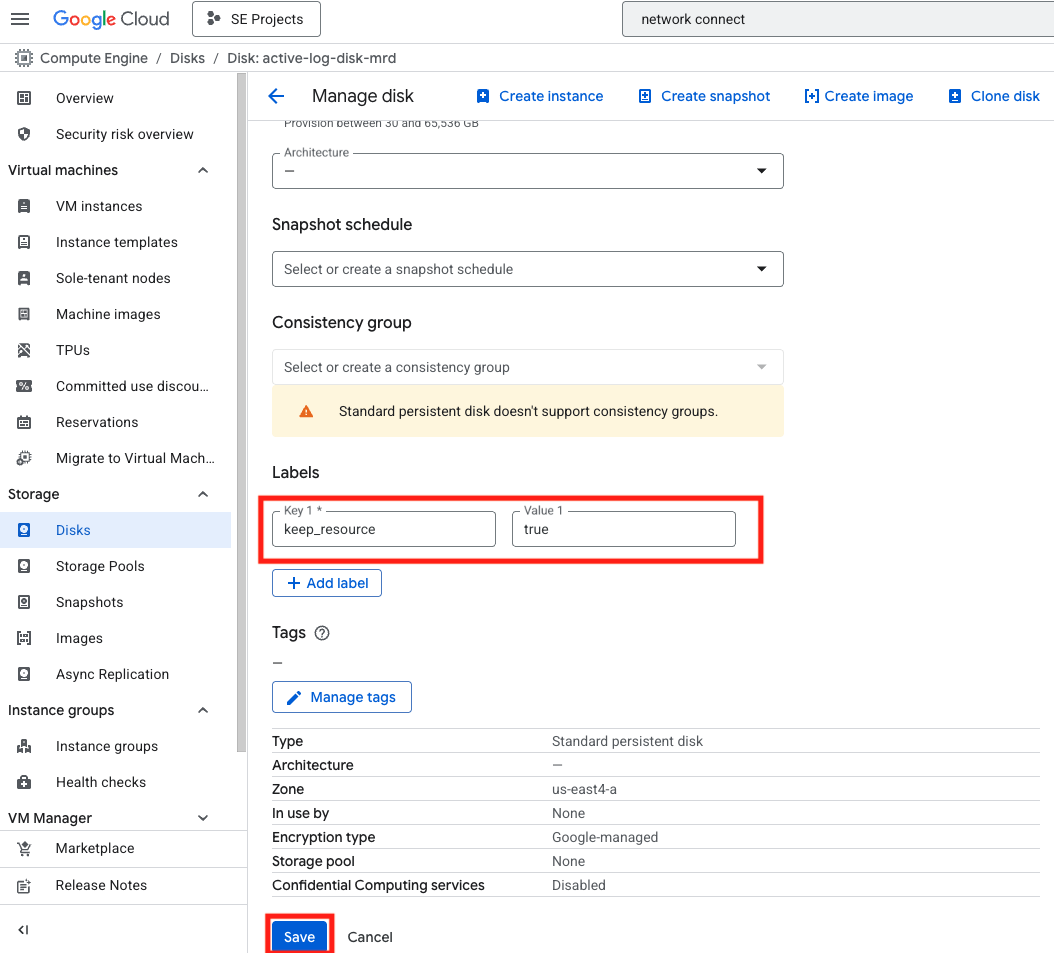 Google Cloud
SE Projects
network connect
Compute Engine / Disks / Disk: active-log-disk-mrd
Overview
Security risk overview
Virtual machines
VM instances
Instance templates
Sole-tenant nodes
Machine images
TPUs
Committed use discou...
Reservations
Migrate to Virtual Mach...
Storage
Disks
Storage Pools
Snapshots
Images
Async Replication
Instance groups
Instance groups
Health checks
VM Manager
Marketplace
Release Notes
Manage disk
Create instance
Create snapshot
Create image
Clone disk
Provision between 30 and 65,536 GB
Architecture
—
Snapshot schedule
Select or create a snapshot schedule
Consistency group
Select or create a consistency group
Standard persistent disk doesn't support consistency groups.
Labels
Key 1 * Value 1
keep_resource true
+ Add label
Tags ?
—
Manage tags
Type Standard persistent disk
Architecture —
Zone us-east4-a
In use by None
Encryption type Google-managed
Storage pool None
Confidential Computing services Disabled
Save Cancel